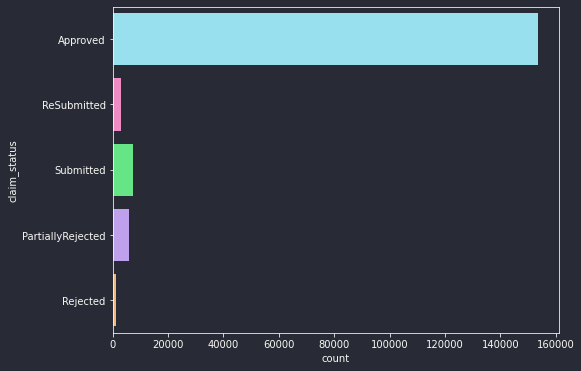 claim_status
Approved
ReSubmitted
Submitted
PartiallyRejected
Rejected
0 20000 40000 60000 80000 100000 120000 140000 160000
count